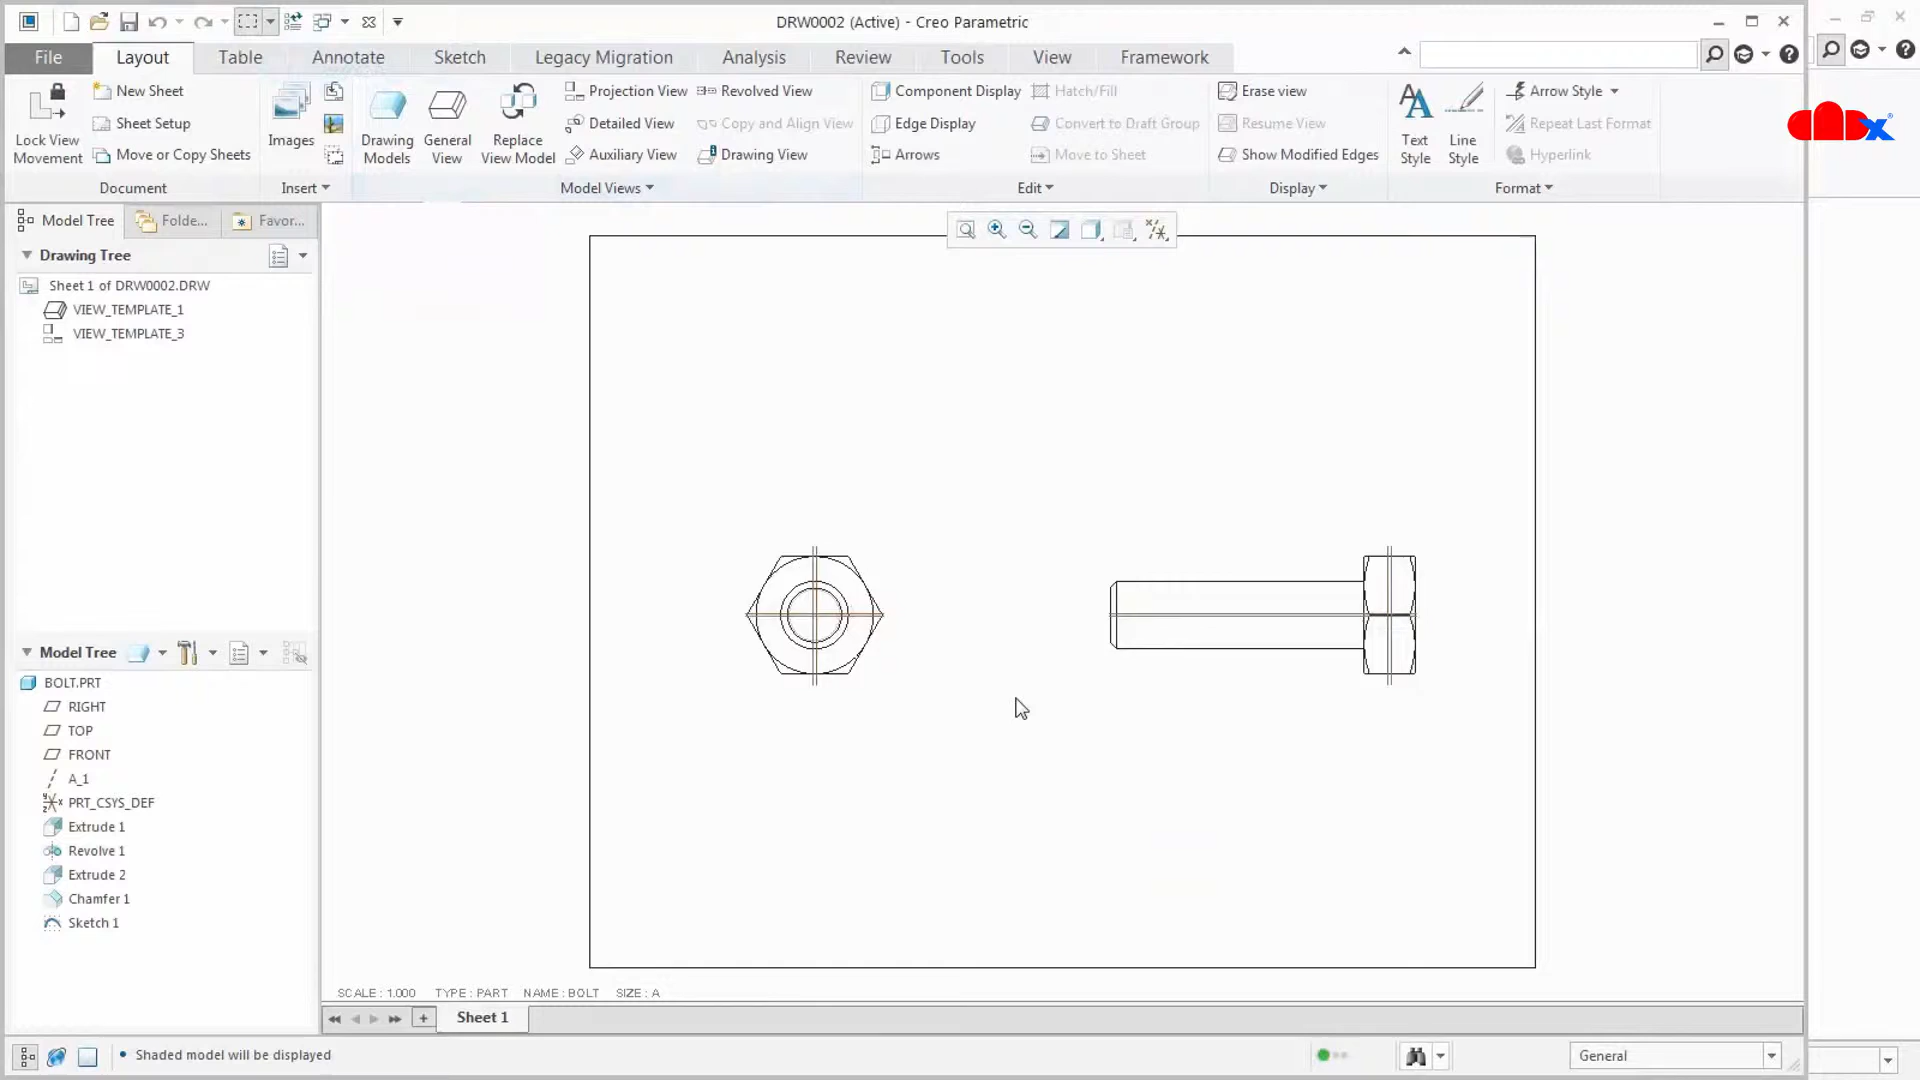 DRW0002 (Active) - Creo Parametric
File Layout Table Annotate Sketch Legacy Migration Analysis Review Tools View Framework
Lock View Movement
New Sheet
Sheet Setup
Move or Copy Sheets
Document
Images
Insert
Drawing Models
General View
Replace View Model
Projection View
Detailed View
Auxiliary View
Revolved View
Copy and Align View
Drawing View
Model Views
Component Display
Edge Display
Arrows
Hatch/Fill
Convert to Draft Group
Move to Sheet
Edit
Erase view
Resume View
Show Modified Edges
Display
Text Style
Line Style
Arrow Style
Repeat Last Format
Hyperlink
Format
Model Tree Folde... Favor...
Drawing Tree
Sheet 1 of DRW0002.DRW
VIEW_TEMPLATE_1
VIEW_TEMPLATE_3
Model Tree
BOLT.PRT
RIGHT
TOP
FRONT
A_1
PRT_CSYS_DEF
Extrude 1
Revolve 1
Extrude 2
Chamfer 1
Sketch 1
SCALE : 1.000 TYPE : PART NAME : BOLT SIZE : A
Sheet 1
Shaded model will be displayed
General